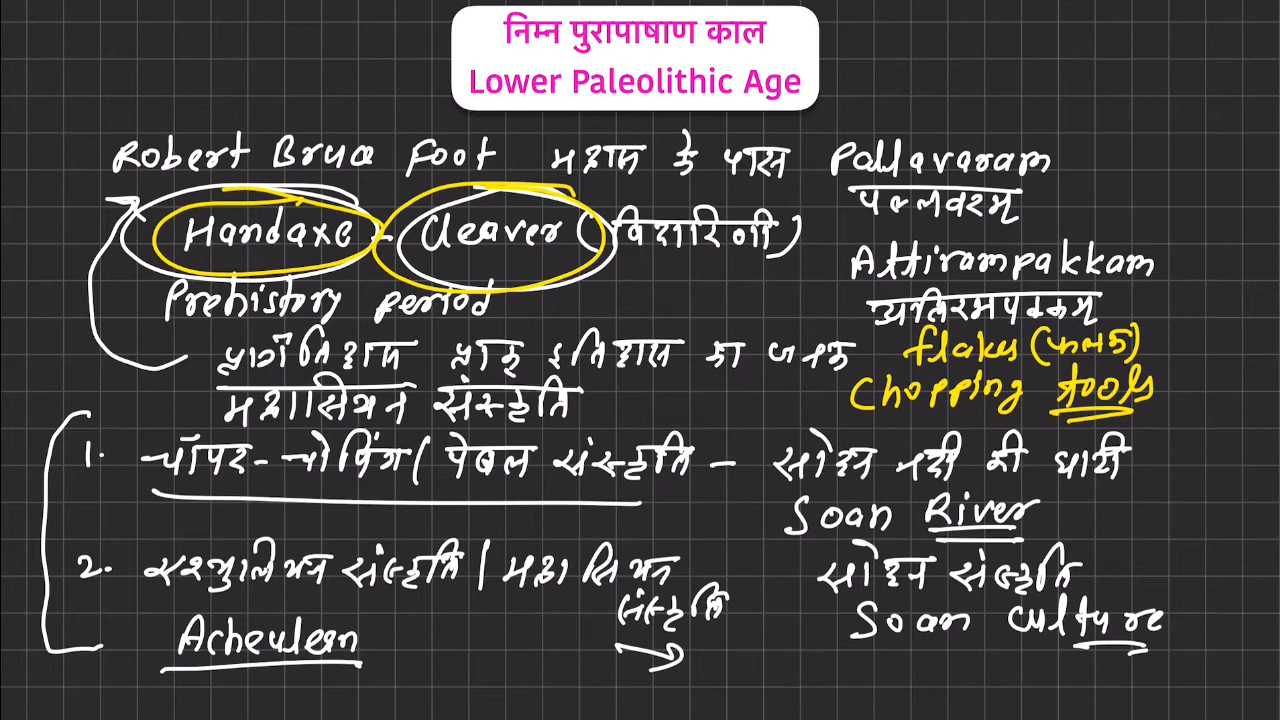 निम्न पुरापाषाण काल
Lower Paleolithic Age
Robert Bruce Foot मद्रास के पास Pallavaram
पल्लवरम्
Handaxe - Cleaver (विदारिणी)
Attirampakkam
Prehistory period
अतिरमपक्कम्
प्रागैतिहास प्राक् इतिहास का जनक
flakes (फलक)
Chopping tools
मद्रासियन संस्कृति
1. चॉपर-चोपिंग / पेबल संस्कृति - सोहन नदी की घाटी
Soan River
2. एश्युलियन संस्कृति / मद्रासियन संस्कृति
सोहन संस्कृति
Soan Culture
Acheulean